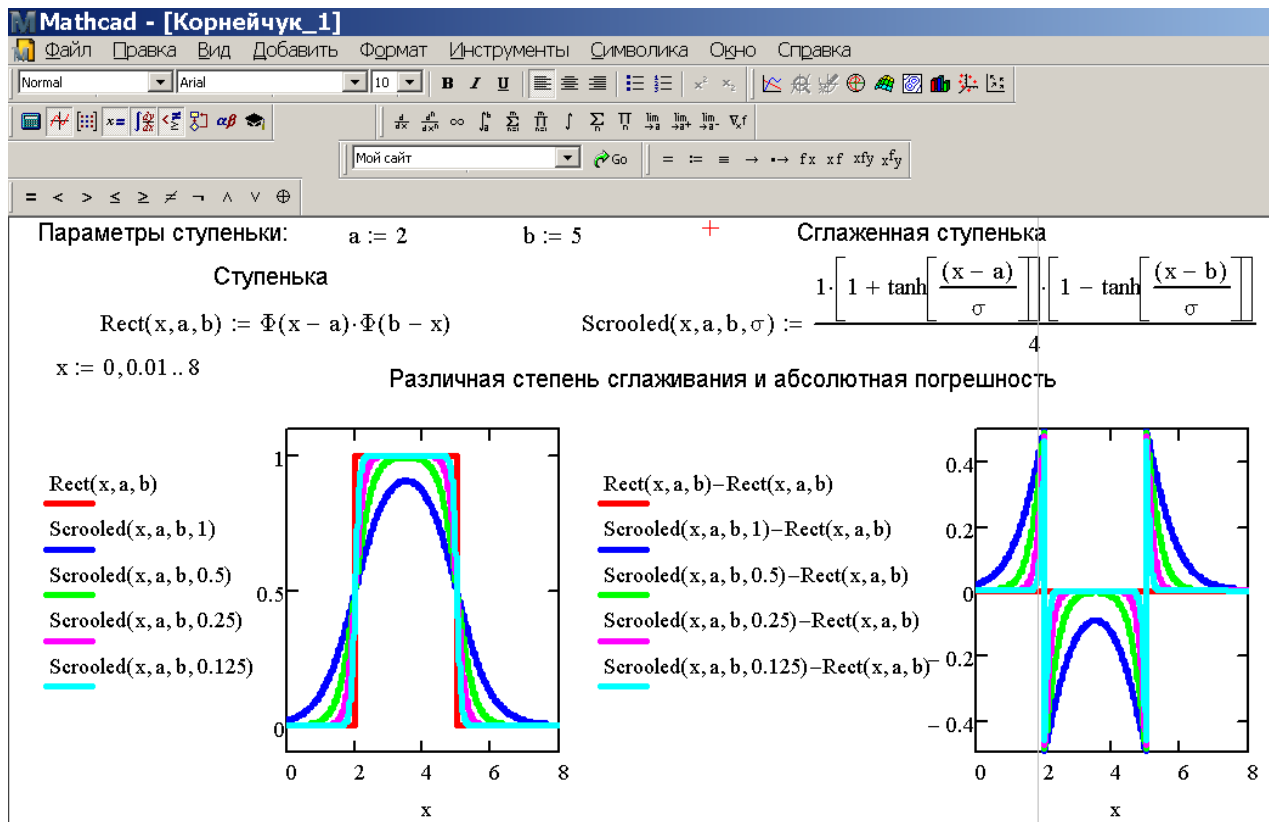 Mathcad - [Корнейчук_1]
Файл Правка Вид Добавить Формат Инструменты Символика Окно Справка
Normal Arial 10 B I U
Мой сайт Go = := ≡ → •→ fx xf xfy xfy
= < > ≤ ≥ ≠ ¬ ∧ ∨ ⊕
Параметры ступеньки: a := 2 b := 5 Сглаженная ступенька
Ступенька
Rect(x,a,b) := Φ(x − a)·Φ(b − x)
Scrooled(x,a,b,σ) := 1·[1 + tanh[(x − a)/σ]]·[1 − tanh[(x − b)/σ]]/4
x := 0,0.01 .. 8
Различная степень сглаживания и абсолютная погрешность
Rect(x,a,b)
Scrooled(x,a,b,1)
Scrooled(x,a,b,0.5)
Scrooled(x,a,b,0.25)
Scrooled(x,a,b,0.125)
1
0.5
0
0 2 4 6 8
x
Rect(x,a,b)−Rect(x,a,b)
Scrooled(x,a,b,1)−Rect(x,a,b)
Scrooled(x,a,b,0.5)−Rect(x,a,b)
Scrooled(x,a,b,0.25)−Rect(x,a,b)
Scrooled(x,a,b,0.125)−Rect(x,a,b)
0.4
0.2
0
− 0.2
− 0.4
0 2 4 6 8
x